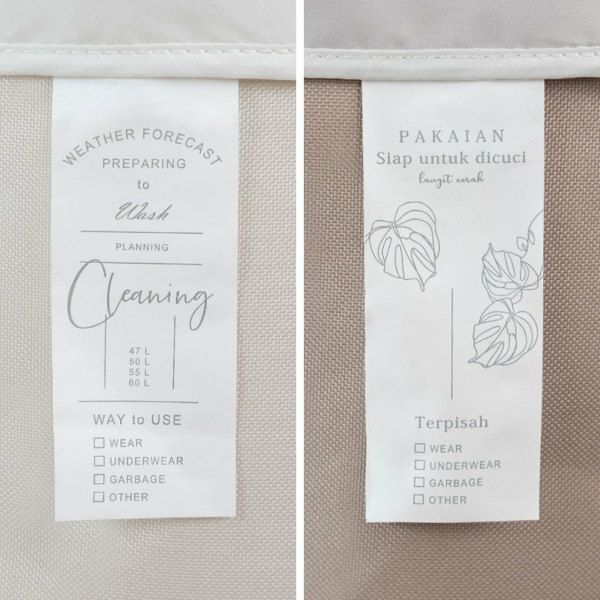 WEATHER FORECAST
PREPARING
to
Wash
PLANNING
Cleaning
47 L
50 L
55 L
60 L
WAY to USE
WEAR
UNDERWEAR
GARBAGE
OTHER
PAKAIAN
Siap untuk dicuci
langit cerah
Terpisah
WEAR
UNDERWEAR
GARBAGE
OTHER